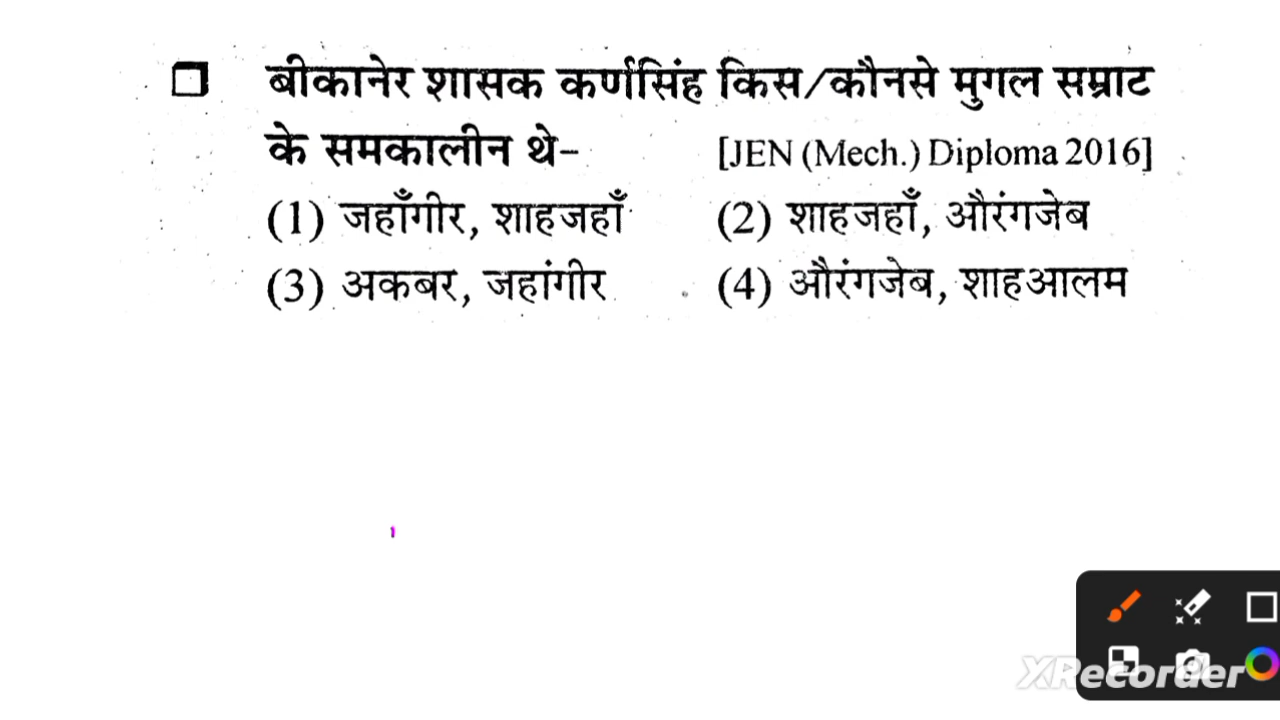 बीकानेर शासक कर्णसिंह किस/कौनसे मुगल सम्राट
के समकालीन थे- [JEN (Mech.) Diploma 2016]
(1) जहाँगीर, शाहजहाँ (2) शाहजहाँ, औरंगजेब
(3) अकबर, जहांगीर (4) औरंगजेब, शाहआलम
XRecorder